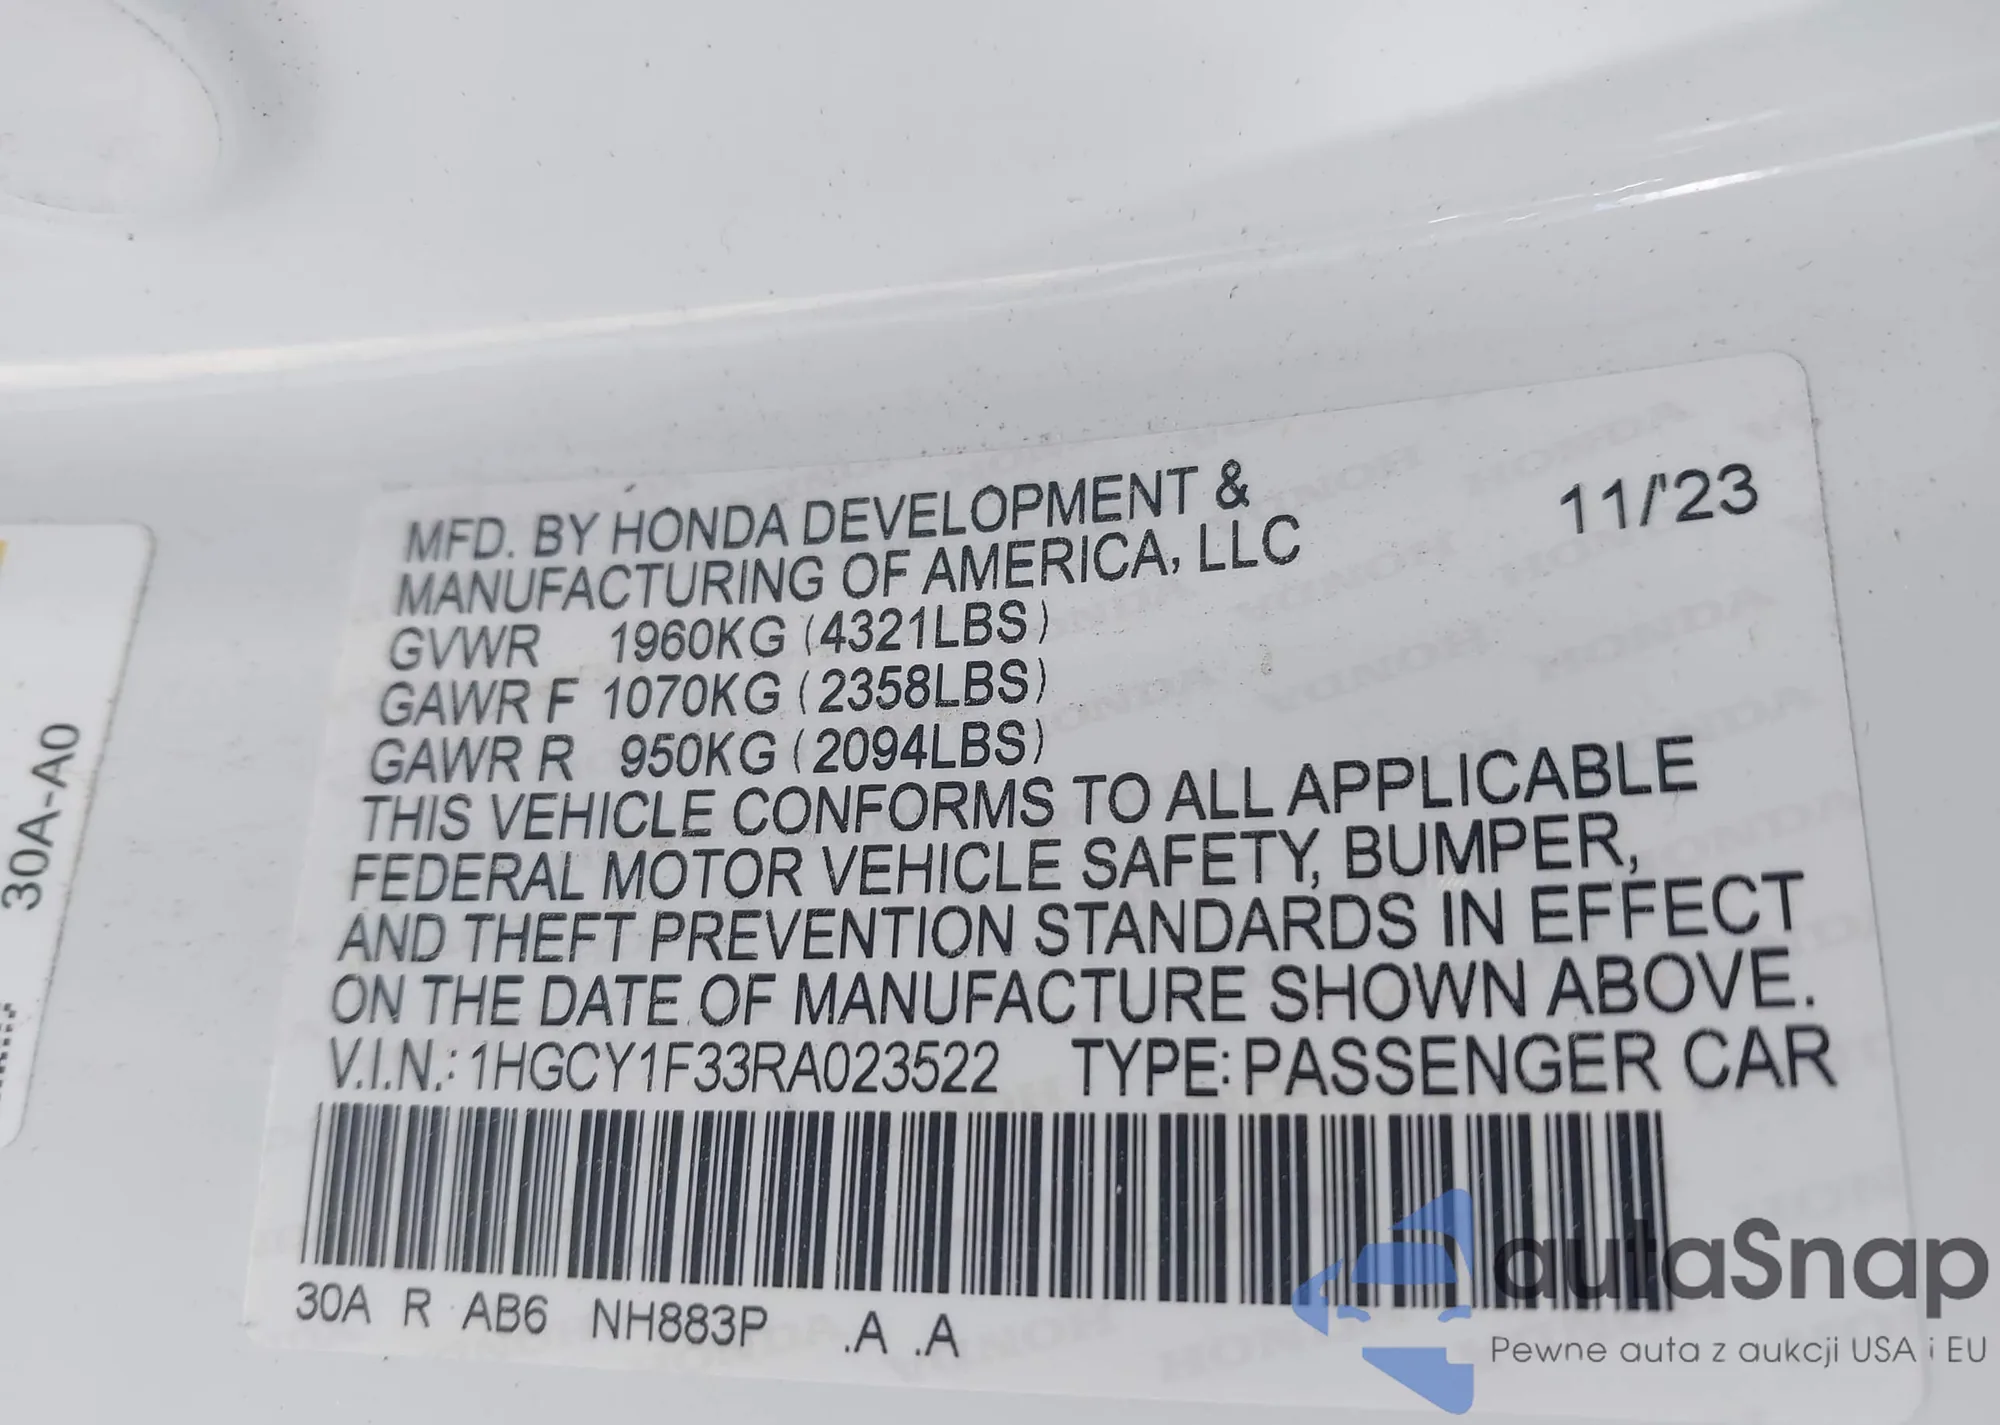 MFD. BY HONDA DEVELOPMENT &
MANUFACTURING OF AMERICA, LLC
11/'23
GVWR 1960KG (4321LBS)
GAWR F 1070KG (2358LBS)
GAWR R 950KG (2094LBS)
THIS VEHICLE CONFORMS TO ALL APPLICABLE
FEDERAL MOTOR VEHICLE SAFETY, BUMPER,
AND THEFT PREVENTION STANDARDS IN EFFECT
ON THE DATE OF MANUFACTURE SHOWN ABOVE.
V.I.N.: 1HGCY1F33RA023522 TYPE: PASSENGER CAR
30A R AB6 NH883P .A .A
30A-A0
autaSnap
Pewne auta z aukcji USA i EU